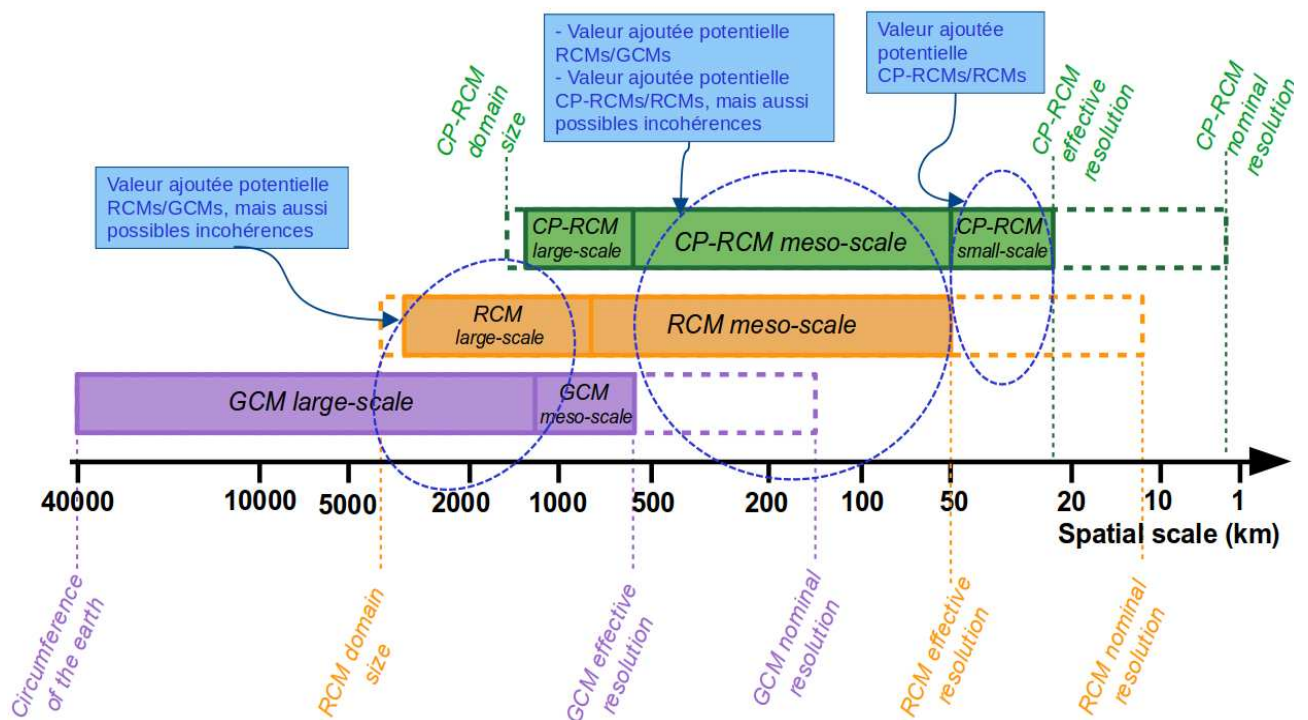 - Valeur ajoutée potentielle
RCMs/GCMs
- Valeur ajoutée potentielle
CP-RCMs/RCMs, mais aussi
possibles incohérences
Valeur ajoutée
potentielle
CP-RCMs/RCMs
CP-RCM
domain
size
CP-RCM
effective
resolution
CP-RCM
nominal
resolution
Valeur ajoutée potentielle
RCMs/GCMs, mais aussi
possibles incohérences
CP-RCM
large-scale
CP-RCM meso-scale
CP-RCM
small-scale
RCM
large-scale
RCM meso-scale
GCM large-scale
GCM
meso-scale
40000 10000 5000 2000 1000 500 200 100 50 20 10 1
Spatial scale (km)
Circumference
of the earth
RCM domain
size
GCM effective
resolution
GCM nominal
resolution
RCM effective
resolution
RCM nominal
resolution